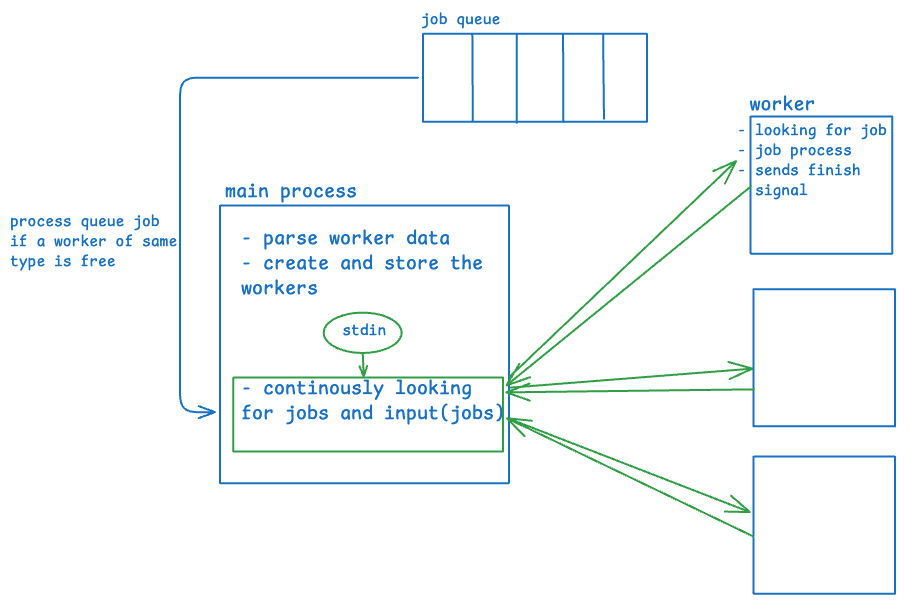 job queue
worker
- looking for job
- job process
- sends finish
signal
main process
process queue job
if a worker of same
type is free
- parse worker data
- create and store the
workers
stdin
- continously looking
for jobs and input(jobs)